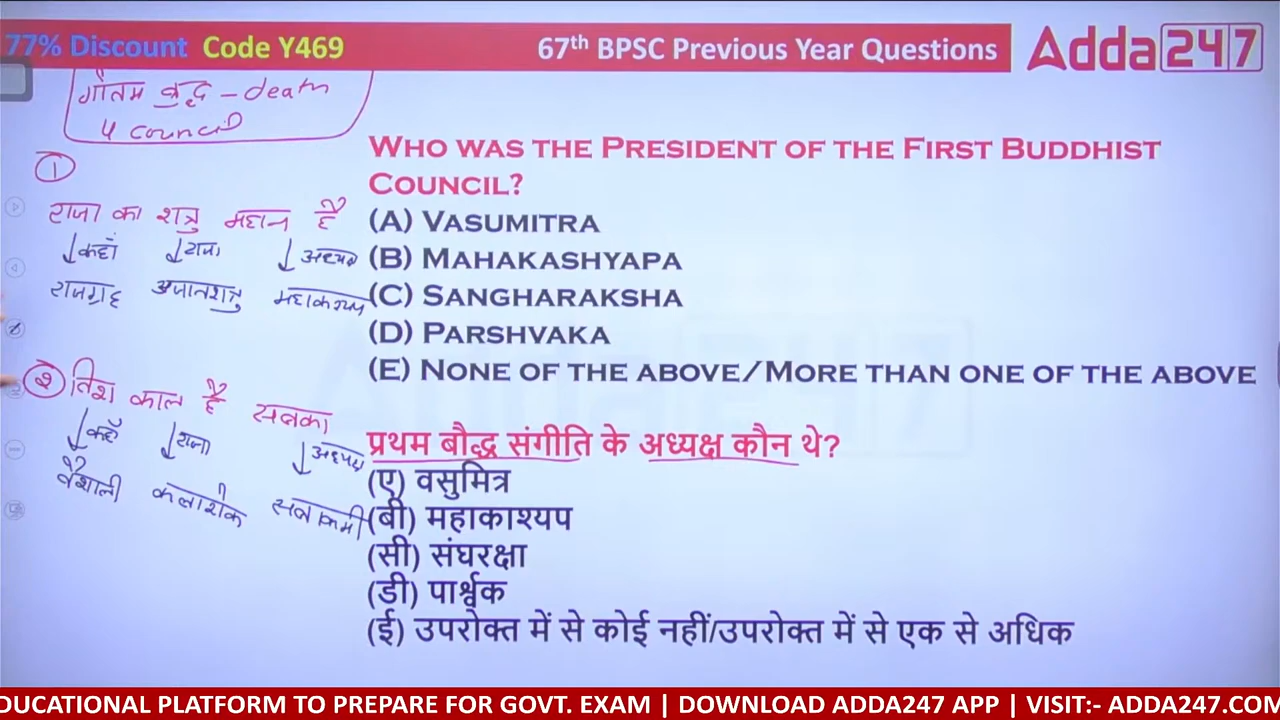 77% Discount Code Y469
67th BPSC Previous Year Questions
Adda247
गौतम बुद्ध - death
4 council
1
राजा का शत्रु महान है
कहाँ राजा अध्यक्ष
राजगृह अजातशत्रु महाकश्यप
2 विश काल है सबका
कहाँ राजा अध्यक्ष
वैशाली कलाशोक सबाकामी
WHO WAS THE PRESIDENT OF THE FIRST BUDDHIST
COUNCIL?
(A) VASUMITRA
(B) MAHAKASHYAPA
(C) SANGHARAKSHA
(D) PARSHVAKA
(E) NONE OF THE ABOVE/MORE THAN ONE OF THE ABOVE
प्रथम बौद्ध संगीति के अध्यक्ष कौन थे?
(ए) वसुमित्र
(बी) महाकाश्यप
(सी) संघरक्षा
(डी) पार्श्वक
(ई) उपरोक्त में से कोई नहीं/उपरोक्त में से एक से अधिक
DUCATIONAL PLATFORM TO PREPARE FOR GOVT. EXAM | DOWNLOAD ADDA247 APP | VISIT:- ADDA247.COM